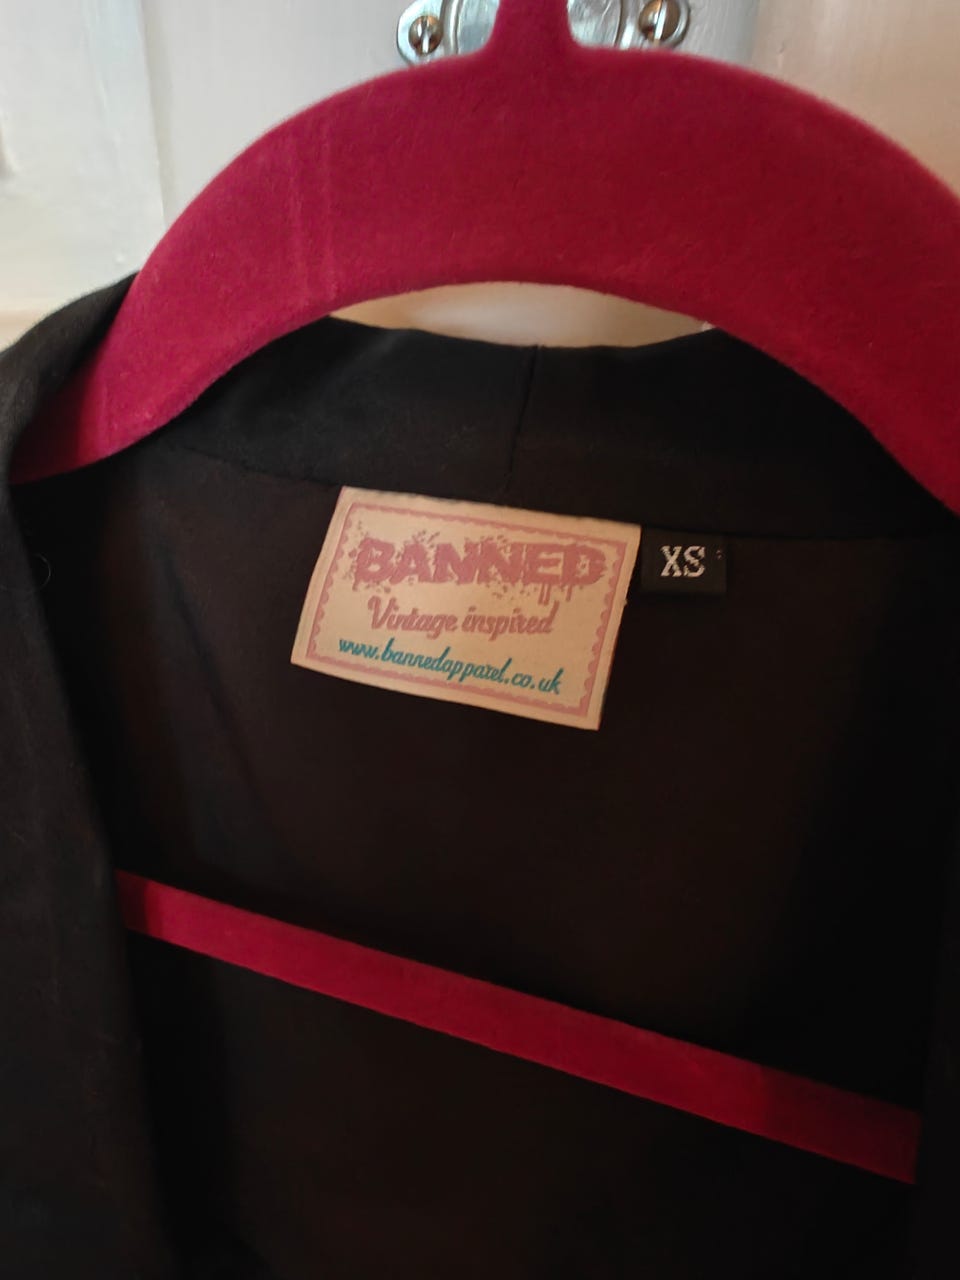 BANNED
Vintage inspired
www.bannedapparel.co.uk
XS